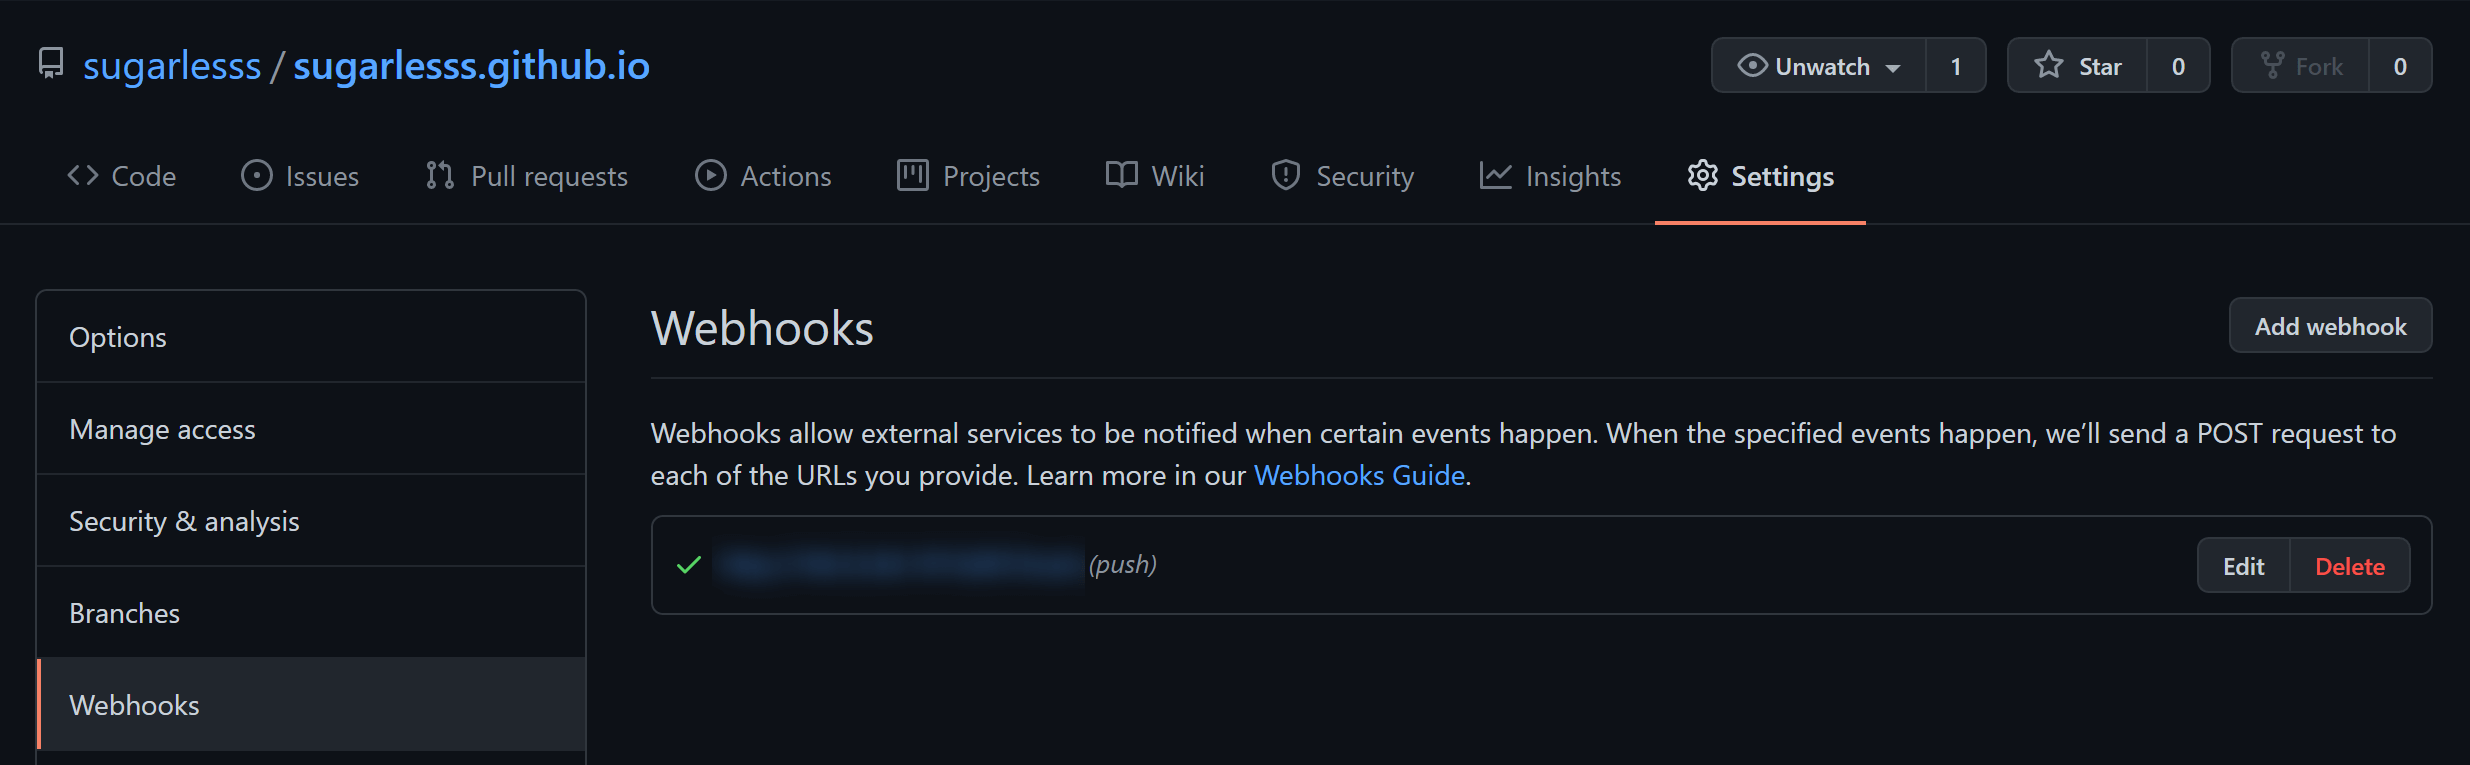 sugarlesss / sugarlesss.github.io
Unwatch 1 Star 0 Fork 0
Code Issues Pull requests Actions Projects Wiki Security Insights Settings
Options
Manage access
Security & analysis
Branches
Webhooks
Webhooks
Add webhook
Webhooks allow external services to be notified when certain events happen. When the specified events happen, we’ll send a POST request to
each of the URLs you provide. Learn more in our Webhooks Guide.
(push)
Edit Delete